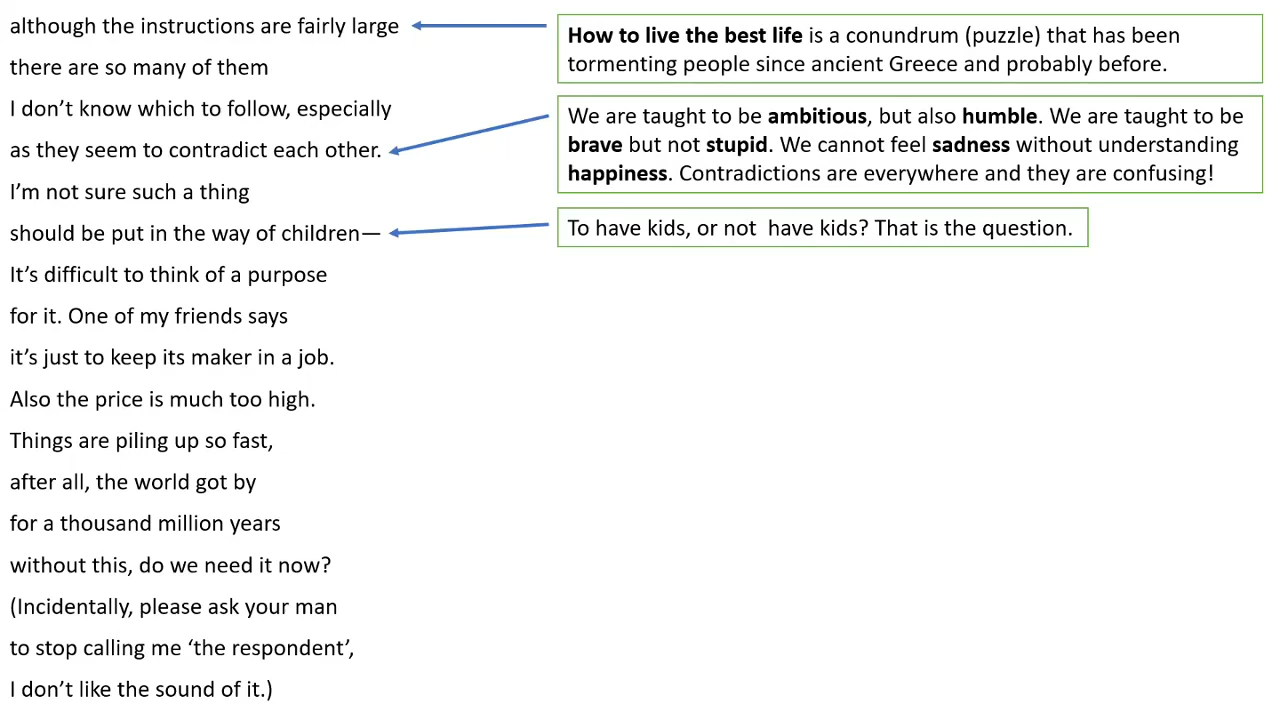 although the instructions are fairly large
there are so many of them
I don’t know which to follow, especially
as they seem to contradict each other.
I’m not sure such a thing
should be put in the way of children—
It’s difficult to think of a purpose
for it. One of my friends says
it’s just to keep its maker in a job.
Also the price is much too high.
Things are piling up so fast,
after all, the world got by
for a thousand million years
without this, do we need it now?
(Incidentally, please ask your man
to stop calling me ‘the respondent’,
I don’t like the sound of it.)
How to live the best life is a conundrum (puzzle) that has been
tormenting people since ancient Greece and probably before.
We are taught to be ambitious, but also humble. We are taught to be
brave but not stupid. We cannot feel sadness without understanding
happiness. Contradictions are everywhere and they are confusing!
To have kids, or not  have kids? That is the question.